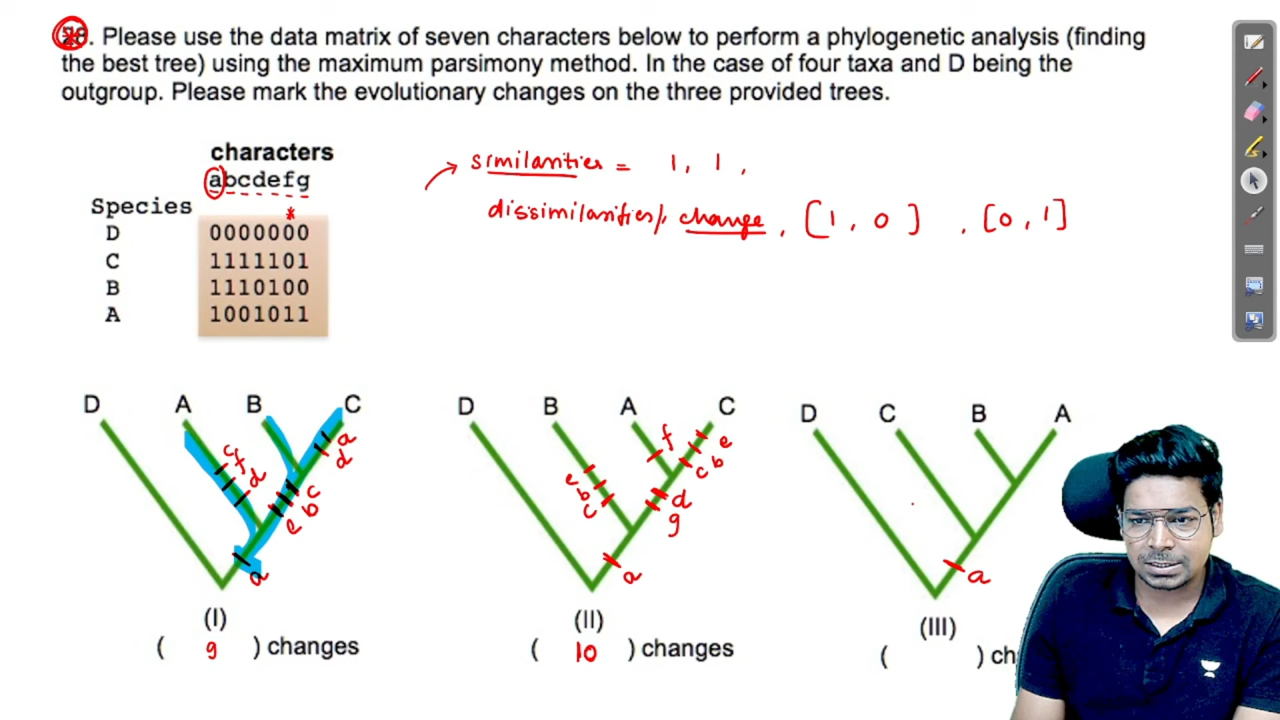 28. Please use the data matrix of seven characters below to perform a phylogenetic analysis (finding
the best tree) using the maximum parsimony method. In the case of four taxa and D being the
outgroup. Please mark the evolutionary changes on the three provided trees.
characters
abcdefg
Species
*
D 0000000
C 1111101
B 1110100
A 1001011
similarities = 1, 1,
dissimilarities/, change, [1, 0] , [0, 1]
D A B C
c
f
d
a
d
c
b
e
a
(I)
( 9 ) changes
D B A C
f
e
b
c
e
b
c
d
g
a
(II)
( 10 ) changes
D C B A
a
(III)
( ) ch